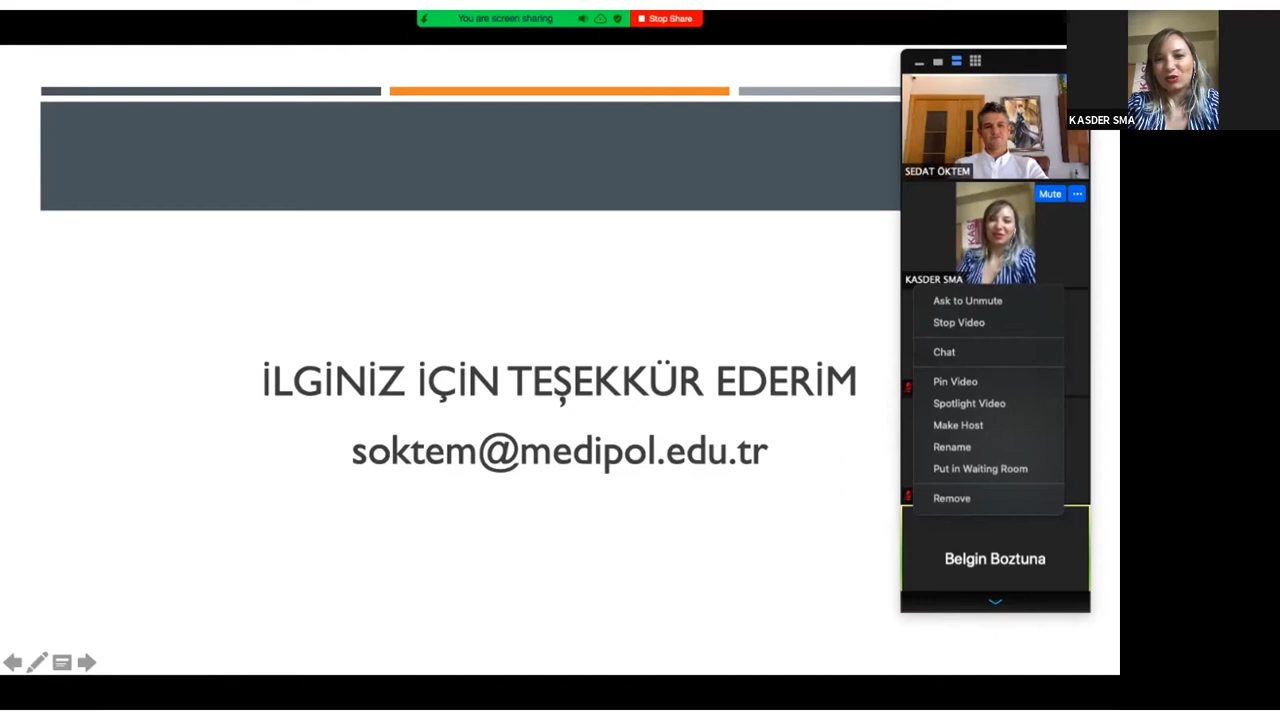 You are screen sharing
Stop Share
KASDER SMA
SEDAT ÖKTEM
Mute
KASDER SMA
Ask to Unmute
Stop Video
Chat
Pin Video
Spotlight Video
Make Host
Rename
Put in Waiting Room
Remove
Belgin Boztuna
İLGİNİZ İÇİN TEŞEKKÜR EDERİM
soktem@medipol.edu.tr